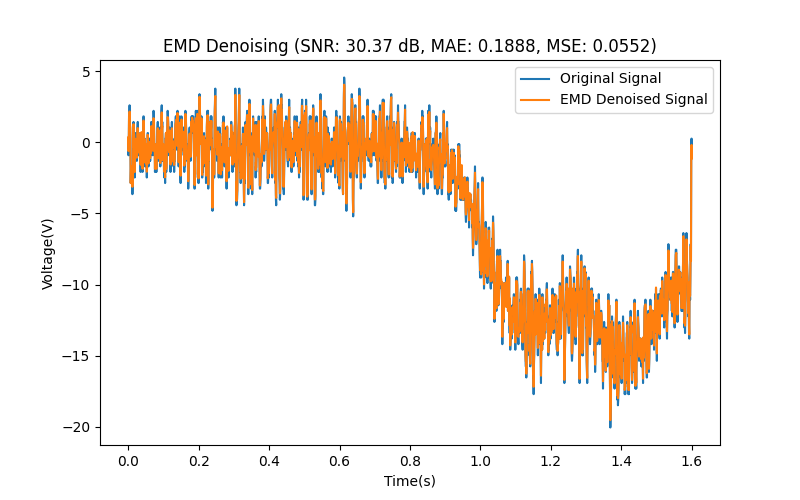 EMD Denoising (SNR: 30.37 dB, MAE: 0.1888, MSE: 0.0552)
Original Signal
EMD Denoised Signal
5
0
−5
−10
−15
−20
Voltage(V)
0.0 0.2 0.4 0.6 0.8 1.0 1.2 1.4 1.6
Time(s)